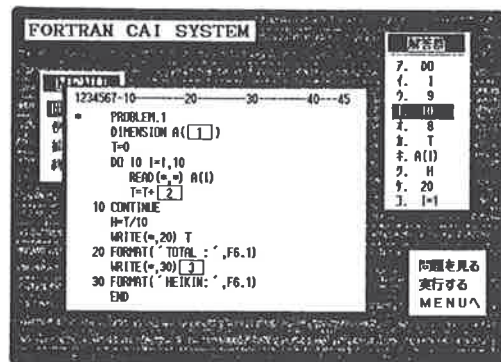 FORTRAN CAI SYSTEM
1234567-10--------20--------30--------40---45
* PROBLEM.1
DIMENSION A( 1 )
T=0
DO 10 I=1,10
READ(*,*) A(I)
T=T+ 2
10 CONTINUE
H=T/10
WRITE(*,20) T
20 FORMAT(´TOTAL :´,F6.1)
WRITE(*,30) 3
30 FORMAT(´HEIKIN:´,F6.1)
END
解答群
ア. DO
イ. 1
ウ. 9
エ. 10
オ. 8
カ. T
キ. A(I)
ク. H
ケ. 20
コ. I=1
問題を見る
実行する
MENUへ